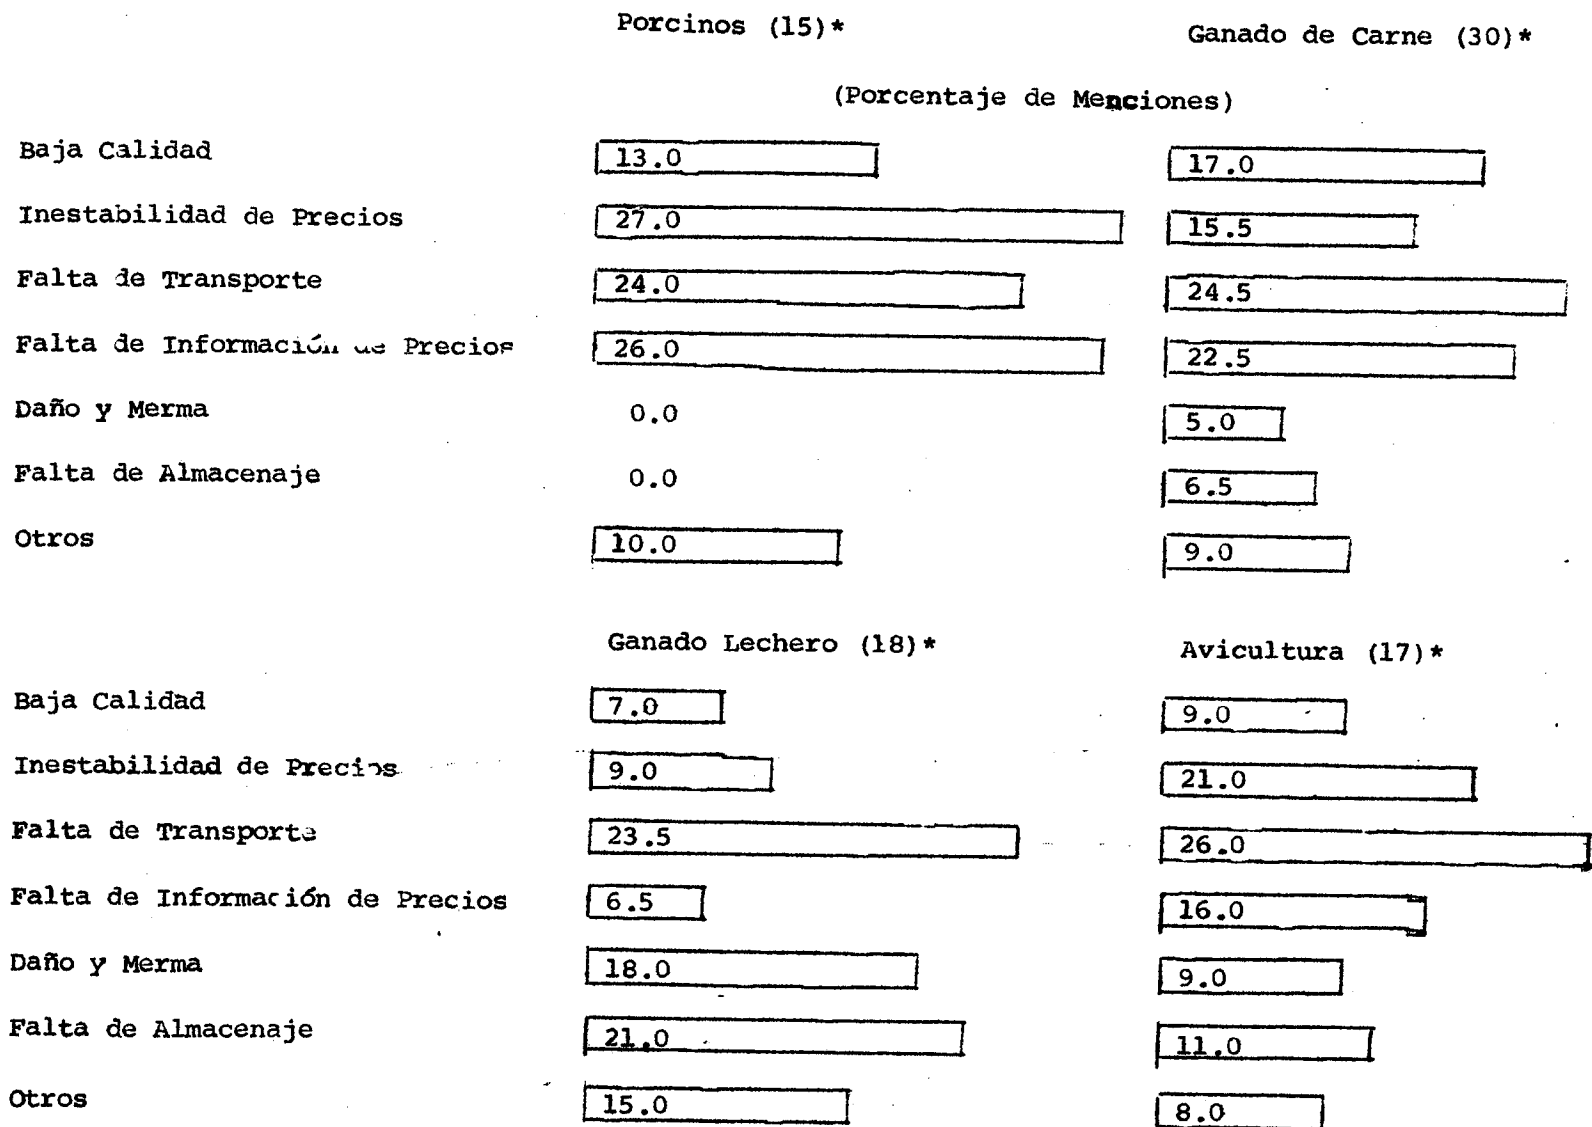 Porcinos (15)* Ganado de Carne (30)*
(Porcentaje de Menciones)
Baja Calidad 13.0 17.0
Inestabilidad de Precios 27.0 15.5
Falta de Transporte 24.0 24.5
Falta de Información de Precios 26.0 22.5
Daño y Merma 0.0 5.0
Falta de Almacenaje 0.0 6.5
Otros 10.0 9.0
Ganado Lechero (18)* Avicultura (17)*
Baja Calidad 7.0 9.0
Inestabilidad de Precios 9.0 21.0
Falta de Transporte 23.5 26.0
Falta de Información de Precios 6.5 16.0
Daño y Merma 18.0 9.0
Falta de Almacenaje 21.0 11.0
Otros 15.0 8.0